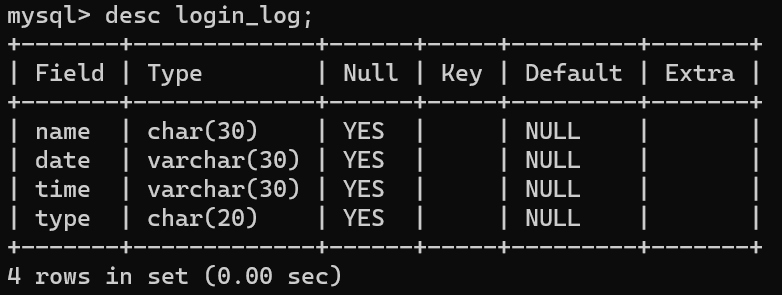 mysql> desc login_log;
+-------+-------------+------+-----+---------+-------+
| Field | Type        | Null | Key | Default | Extra |
+-------+-------------+------+-----+---------+-------+
| name  | char(30)    | YES  |     | NULL    |       |
| date  | varchar(30) | YES  |     | NULL    |       |
| time  | varchar(30) | YES  |     | NULL    |       |
| type  | char(20)    | YES  |     | NULL    |       |
+-------+-------------+------+-----+---------+-------+
4 rows in set (0.00 sec)